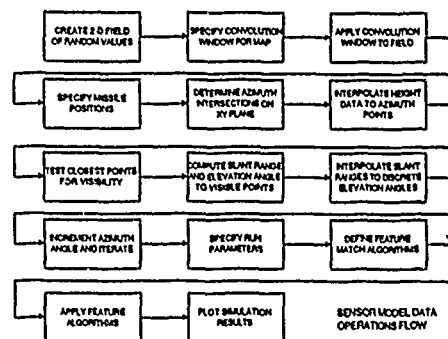 CREATE 2-D FIELD
OF RANDOM VALUES
SPECIFY CONVOLUTION
WINDOW FOR MAP
APPLY CONVOLUTION
WINDOW TO FIELD
SPECIFY MISSILE
POSITIONS
DETERMINE AZIMUTH
INTERSECTIONS ON
XY PLANE
INTERPOLATE HEIGHT
DATA TO AZIMUTH
POINTS
TEST CLOSEST POINTS
FOR VISIBILITY
COMPUTE SLANT RANGE
AND ELEVATION ANGLE
TO VISIBLE POINTS
INTERPOLATE SLANT
RANGES TO DISCRETE
ELEVATION ANGLES
INCREMENT AZIMUTH
ANGLE AND ITERATE
SPECIFY RUN
PARAMETERS
DEFINE FEATURE
MATCH ALGORITHMS
APPLY FEATURE
ALGORITHMS
PLOT SIMULATION
RESULTS
SENSOR MODEL DATA
OPERATIONS FLOW